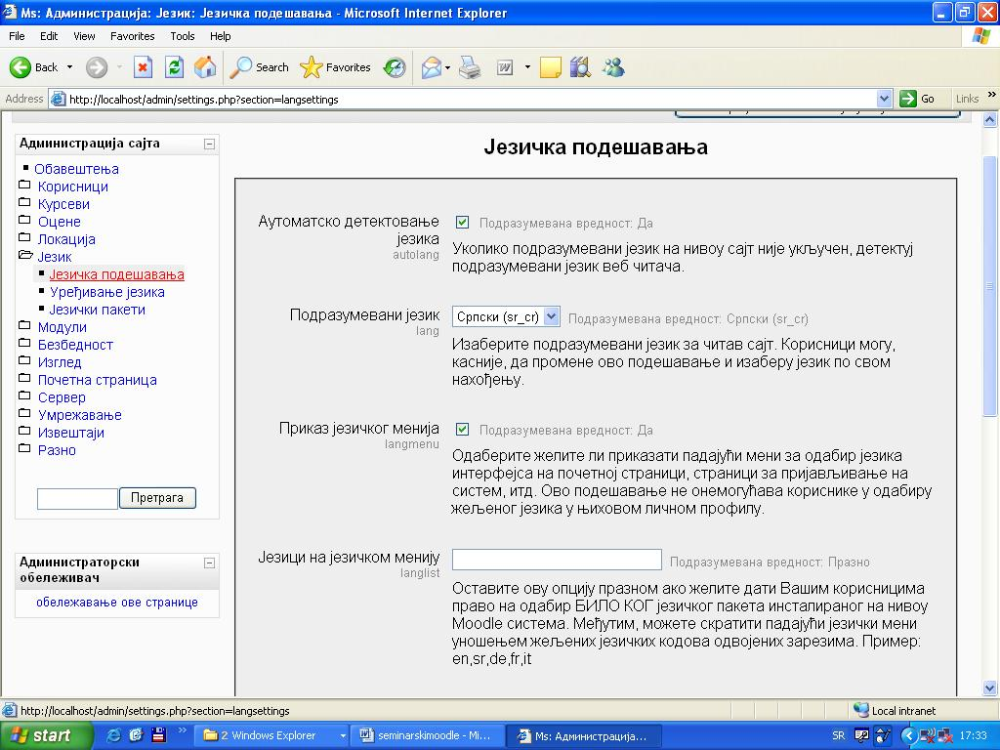 Ms: Администрација: Језик: Језичка подешавања - Microsoft Internet Explorer
File Edit View Favorites Tools Help
Back Search Favorites
Address http://localhost/admin/settings.php?section=langsettings Go Links »
Администрација сајта
Обавештења
Корисници
Курсеви
Оцене
Локација
Језик
Језичка подешавања
Уређивање језика
Језички пакети
Модули
Безбедност
Изглед
Почетна страница
Сервер
Умрежавање
Извештаји
Разно
Претрага
Администраторски
обележивач
обележавање ове странице
Језичка подешавања
Аутоматско детектовање
језика
autolang
Подразумевана вредност: Да
Уколико подразумевани језик на нивоу сајт није укључен, детектуј
подразумевани језик веб читача.
Подразумевани језик
lang
Српски (sr_cr) Подразумевана вредност: Српски (sr_cr)
Изаберите подразумевани језик за читав сајт. Корисници могу,
касније, да промене ово подешавање и изаберу језик по свом
нахођењу.
Приказ језичког менија
langmenu
Подразумевана вредност: Да
Одаберите желите ли приказати падајући мени за одабир језика
интерфејса на почетној страници, страници за пријављивање на
систем, итд. Ово подешавање не онемогућава кориснике у одабиру
жељеног језика у њиховом личном профилу.
Језици на језичком менију
langlist
Подразумевана вредност: Празно
Оставите ову опцију празном ако желите дати Вашим корисницима
право на одабир БИЛО КОГ језичког пакета инсталираног на нивоу
Moodle система. Међутим, можете скратити падајући језички мени
уношењем жељених језичких кодова одвојених зарезима. Пример:
en,sr,de,fr,it
http://localhost/admin/settings.php?section=langsettings Local intranet
start » 2 Windows Explorer seminarskimoodle - Mi... Ms: Администрација... SR 17:33